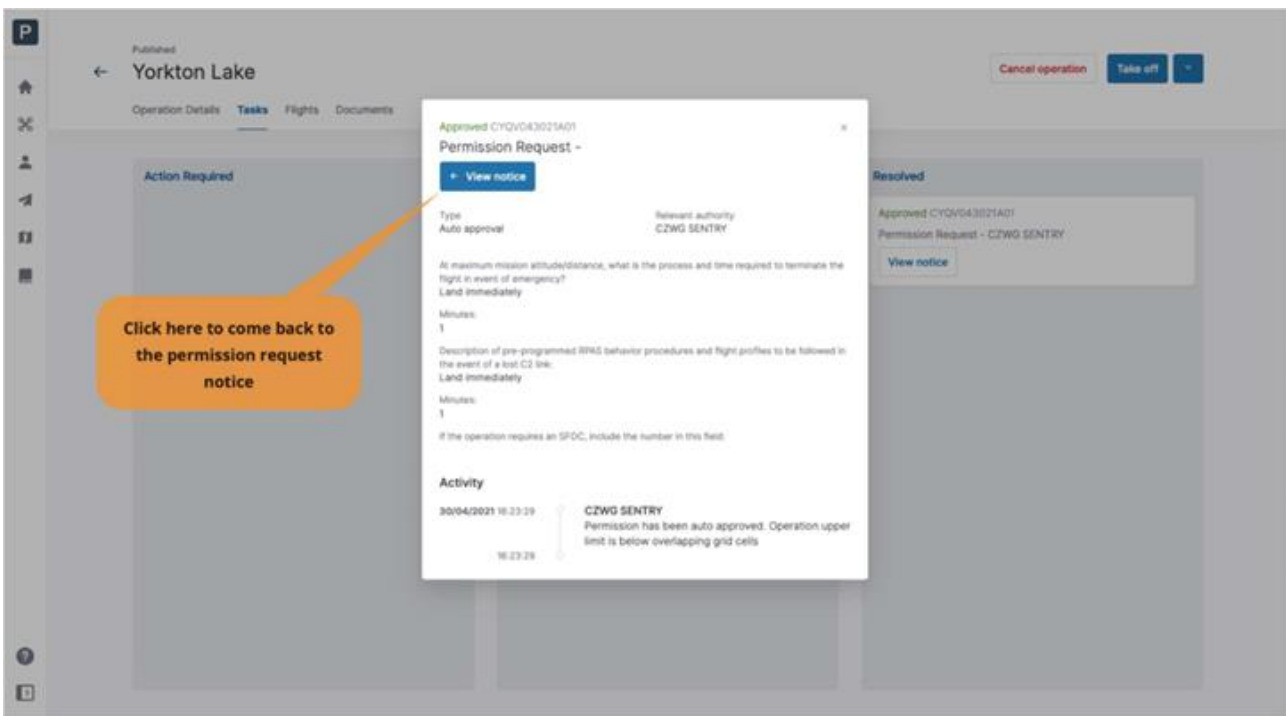 P
Published
Yorkton Lake
Cancel operation
Take off
Operation Details Tasks Flights Documents
Action Required
Approved CYQV043021A01
Permission Request -
View notice
Type
Auto approval
Relevant authority
CZWG SENTRY
At maximum mission altitude/distance, what is the process and time required to terminate the
flight in event of emergency?
Land immediately
Minutes:
1
Description of pre-programmed RPAS behavior procedures and flight profiles to be followed in
the event of a lost C2 link:
Land immediately
Minutes:
1
If the operation requires an SFOC, include the number in this field:
Activity
30/04/2021 16:23:29
CZWG SENTRY
Permission has been auto approved. Operation upper
limit is below overlapping grid cells
16:23:29
Resolved
Approved CYQV043021A01
Permission Request - CZWG SENTRY
View notice
Click here to come back to
the permission request
notice